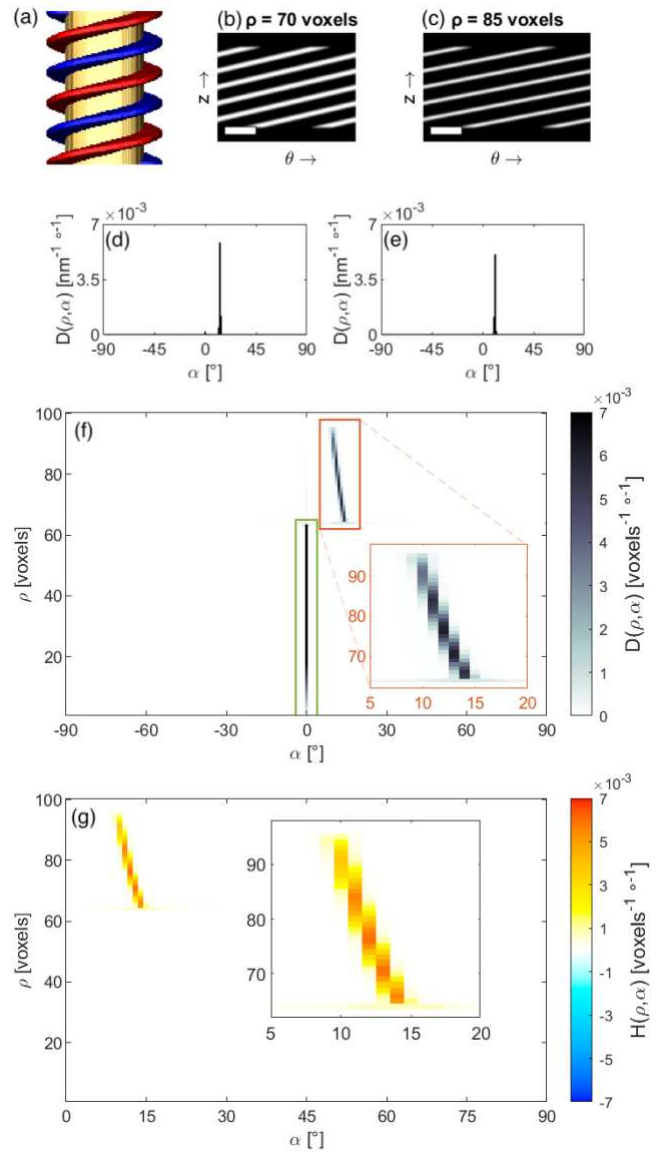 (a)
(b) ρ = 70 voxels
(c) ρ = 85 voxels
z →
θ →
z →
θ →
×10⁻³
(d)
7
3.5
0
D(ρ,α) [nm⁻¹ °⁻¹]
-90 -45 0 45 90
α [°]
×10⁻³
(e)
7
3.5
0
D(ρ,α) [nm⁻¹ °⁻¹]
-90 -45 0 45 90
α [°]
(f)
100
80
60
40
20
ρ [voxels]
-90 -60 -30 0 30 60 90
α [°]
90
80
70
5 10 15 20
×10⁻³
7
6
5
4
3
2
1
0
D(ρ,α) [voxels⁻¹ °⁻¹]
(g)
100
80
60
40
20
ρ [voxels]
0 15 30 45 60 75 90
α [°]
90
80
70
5 10 15 20
×10⁻³
7
5
3
1
-1
-3
-5
-7
H(ρ,α) [voxels⁻¹ °⁻¹]